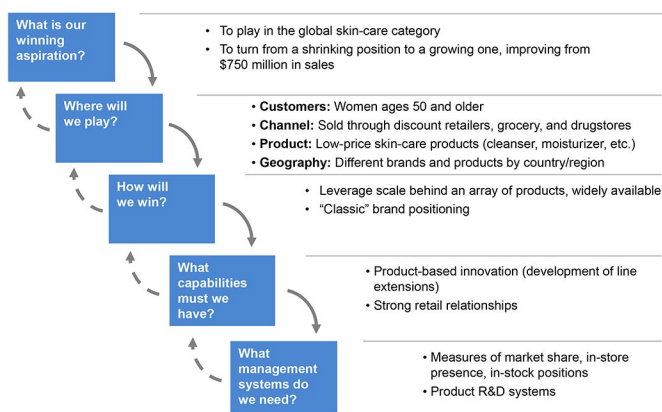 What is our
winning
aspiration?
• To play in the global skin-care category
• To turn from a shrinking position to a growing one, improving from
$750 million in sales
Where will
we play?
• Customers: Women ages 50 and older
• Channel: Sold through discount retailers, grocery, and drugstores
• Product: Low-price skin-care products (cleanser, moisturizer, etc.)
• Geography: Different brands and products by country/region
How will
we win?
• Leverage scale behind an array of products, widely available
• “Classic” brand positioning
What
capabilities
must we
have?
• Product-based innovation (development of line
extensions)
• Strong retail relationships
What
management
systems do
we need?
• Measures of market share, in-store
presence, in-stock positions
• Product R&D systems